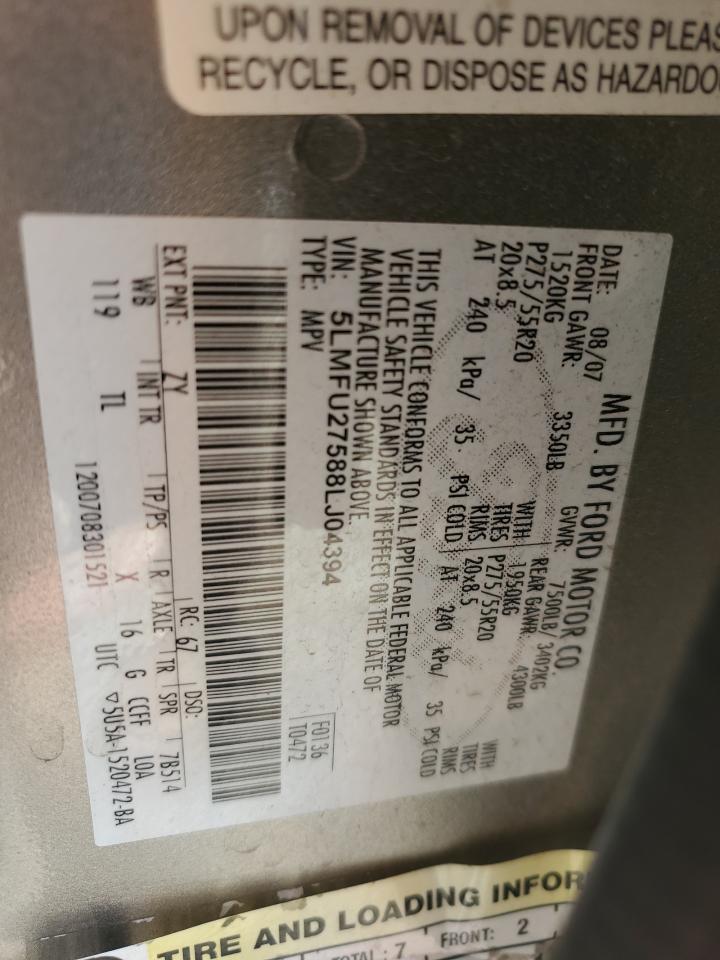 UPON REMOVAL OF DEVICES PLEAS
RECYCLE, OR DISPOSE AS HAZARDO
MFD. BY FORD MOTOR CO.
DATE: 08/07 GVWR: 7500LB/ 3402KG
FRONT GAWR: 3350LB REAR GAWR: 4300LB
1520KG WITH 1950KG WITH
P275/55R20 TIRES P275/55R20 TIRES
20x8.5 RIMS 20x8.5 RIMS
AT 240 kPa/ 35 PSI COLD AT 240 kPa/ 35 PSI COLD
THIS VEHICLE CONFORMS TO ALL APPLICABLE FEDERAL MOTOR
VEHICLE SAFETY STANDARDS IN EFFECT ON THE DATE OF
MANUFACTURE SHOWN ABOVE.
VIN: 5LMFU27588LJ04394
TYPE: MPV
F0136
T0472
EXT PNT: ZY RC: 67 DSO:
WB INT TR TP/PS R AXLE TR SPR 7B514
119 TL X 16 G CCFF LOA
1200708301521 UTC ▽5U5A-1520472-BA
TIRE AND LOADING INFOR
TOTAL: 7 FRONT: 2